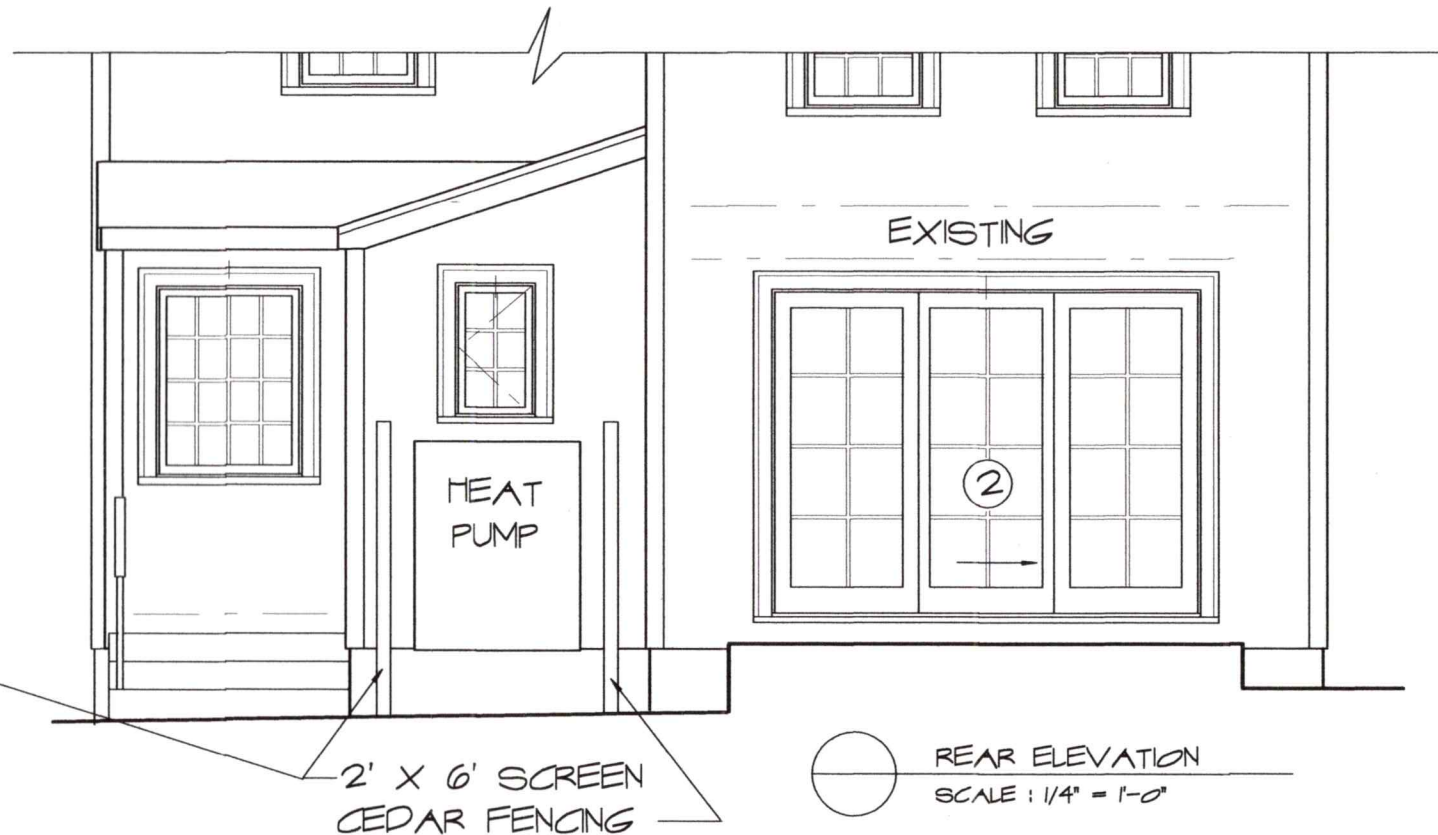 EXISTING
HEAT
PUMP
2
2' X 6' SCREEN
CEDAR FENCING
REAR ELEVATION
SCALE : 1/4" = 1'-0"